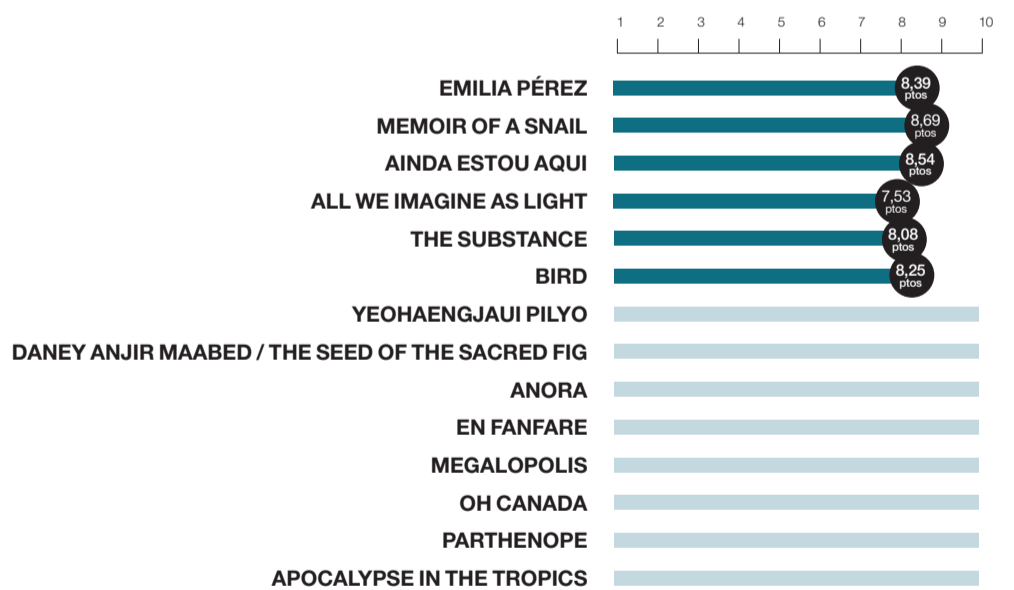 1 2 3 4 5 6 7 8 9 10
EMILIA PÉREZ 8,39 ptos
MEMOIR OF A SNAIL 8,69 ptos
AINDA ESTOU AQUI 8,54 ptos
ALL WE IMAGINE AS LIGHT 7,53 ptos
THE SUBSTANCE 8,08 ptos
BIRD 8,25 ptos
YEOHAENGJAUI PILYO
DANEY ANJIR MAABED / THE SEED OF THE SACRED FIG
ANORA
EN FANFARE
MEGALOPOLIS
OH CANADA
PARTHENOPE
APOCALYPSE IN THE TROPICS